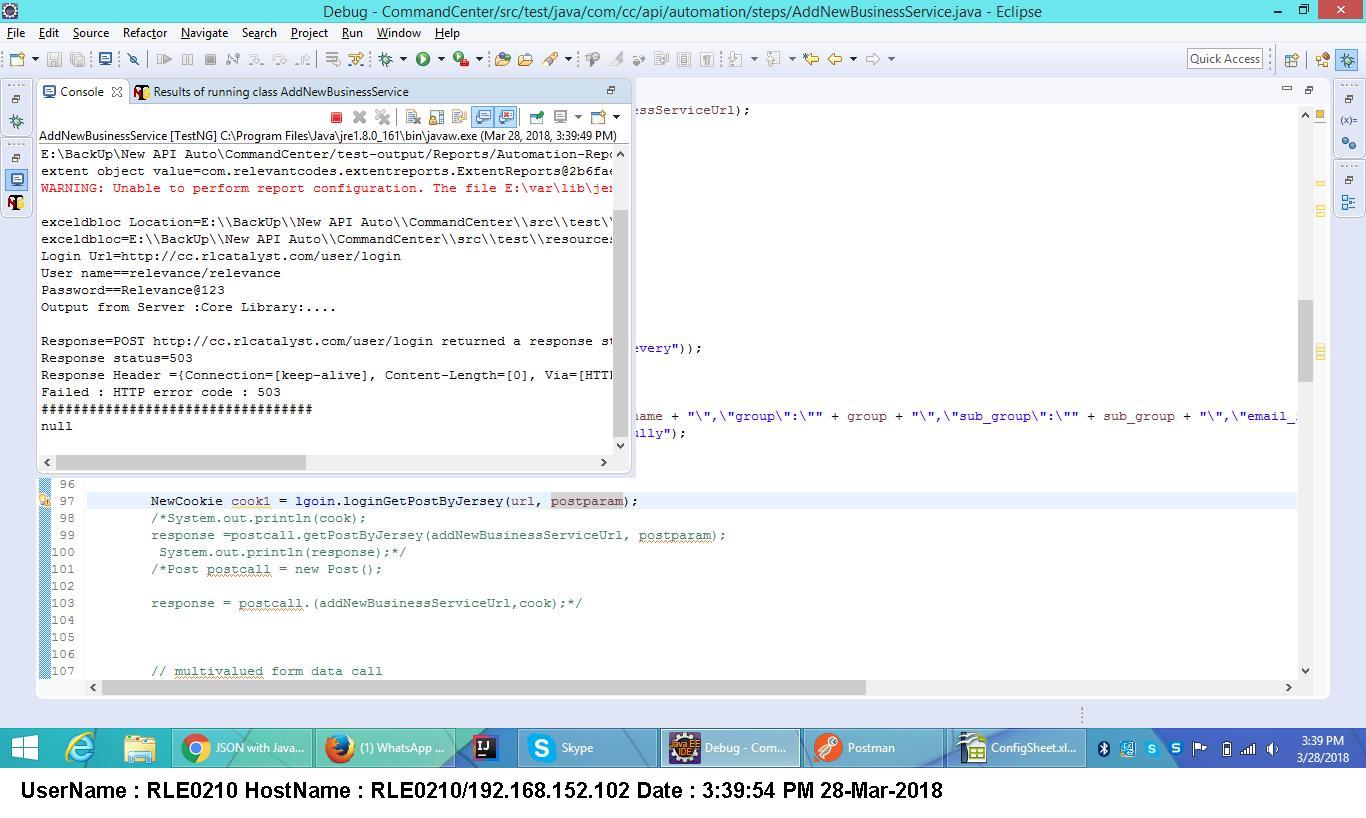 Debug - CommandCenter/src/test/java/com/cc/api/automation/steps/AddNewBusinessService.java - Eclipse
File Edit Source Refactor Navigate Search Project Run Window Help
Quick Access
Console
Results of running class AddNewBusinessService
AddNewBusinessService [TestNG] C:\Program Files\Java\jre1.8.0_161\bin\javaw.exe (Mar 28, 2018, 3:39:49 PM)
E:\BackUp\New API Auto\CommandCenter/test-output/Reports/Automation-Repo
extent object value=com.relevantcodes.extentreports.ExtentReports@2b6fae
WARNING: Unable to perform report configuration. The file E:\var\lib\jen
exceldbloc Location=E:\\BackUp\\New API Auto\\CommandCenter\\src\\test\\
exceldbloc=E:\\BackUp\\New API Auto\\CommandCenter\\src\\test\\resources
Login Url=http://cc.rlcatalyst.com/user/login
User name==relevance/relevance
Password==Relevance@123
Output from Server :Core Library:....
Response=POST http://cc.rlcatalyst.com/user/login returned a response st
Response status=503
Response Header ={Connection=[keep-alive], Content-Length=[0], Via=[HTTP
Failed : HTTP error code : 503
##################################
null
essServiceUrl);
every"));
name + "\",\"group\":\"" + group + "\",\"sub_group\":\"" + sub_group + "\",\"email_
ully");
96
97 NewCookie cook1 = lgoin.loginGetPostByJersey(url, postparam);
98 /*System.out.println(cook);
99 response =postcall.getPostByJersey(addNewBusinessServiceUrl, postparam);
100 System.out.println(response);*/
101 /*Post postcall = new Post();
102
103 response = postcall.(addNewBusinessServiceUrl,cook);*/
104
105
106
107 // multivalued form data call
JSON with Java...
(1) WhatsApp ...
Skype
Debug - Com...
Postman
ConfigSheet.xl...
3:39 PM
3/28/2018
UserName : RLE0210 HostName : RLE0210/192.168.152.102 Date : 3:39:54 PM 28-Mar-2018